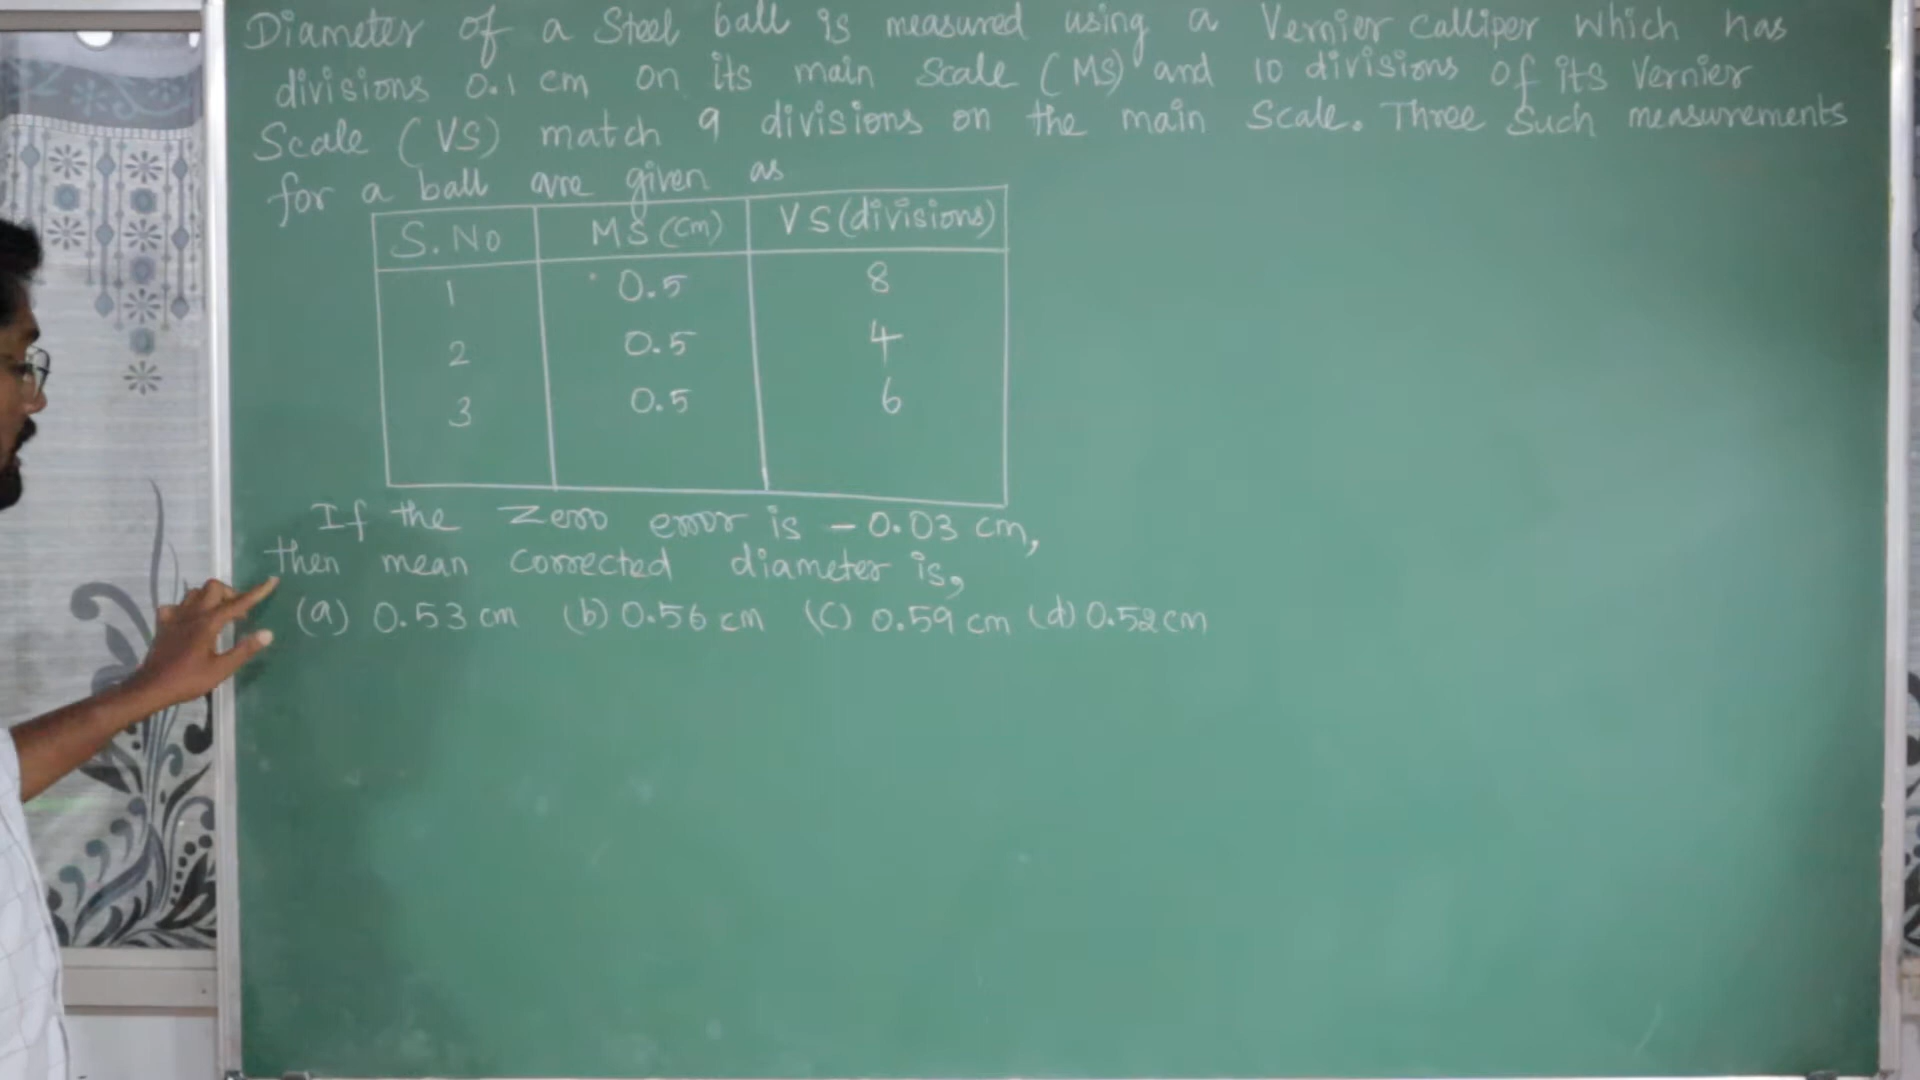 Diameter of a Steel ball is measured using a Vernier calliper which has
divisions 0.1 cm on its main Scale (MS) and 10 divisions of its Vernier
Scale (VS) match 9 divisions on the main Scale. Three Such measurements
for a ball are given as
S.No MS(cm) VS(divisions)
1 0.5 8
2 0.5 4
3 0.5 6
If the Zero error is -0.03 cm,
then mean corrected diameter is,
(a) 0.53 cm (b) 0.56 cm (c) 0.59 cm (d) 0.52 cm